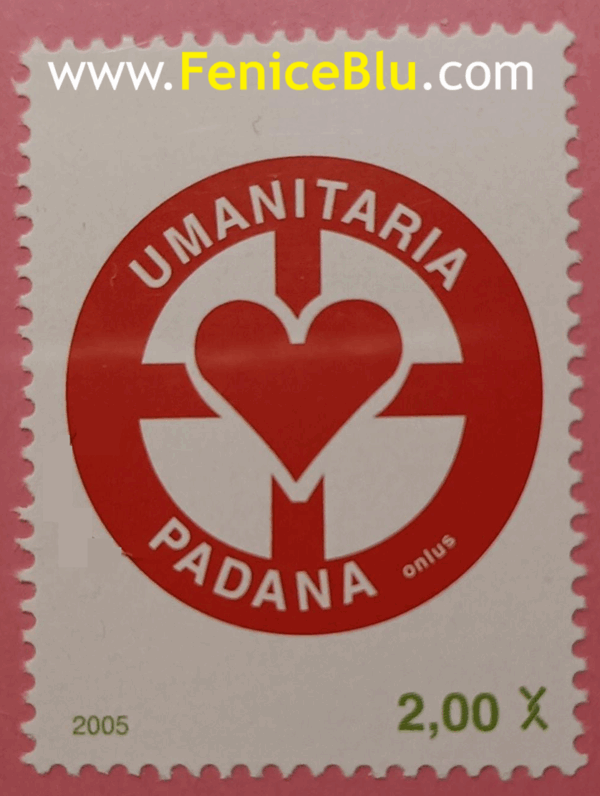 www.FeniceBlu.com
UMANITARIA
PADANA onlus
2005
2,00